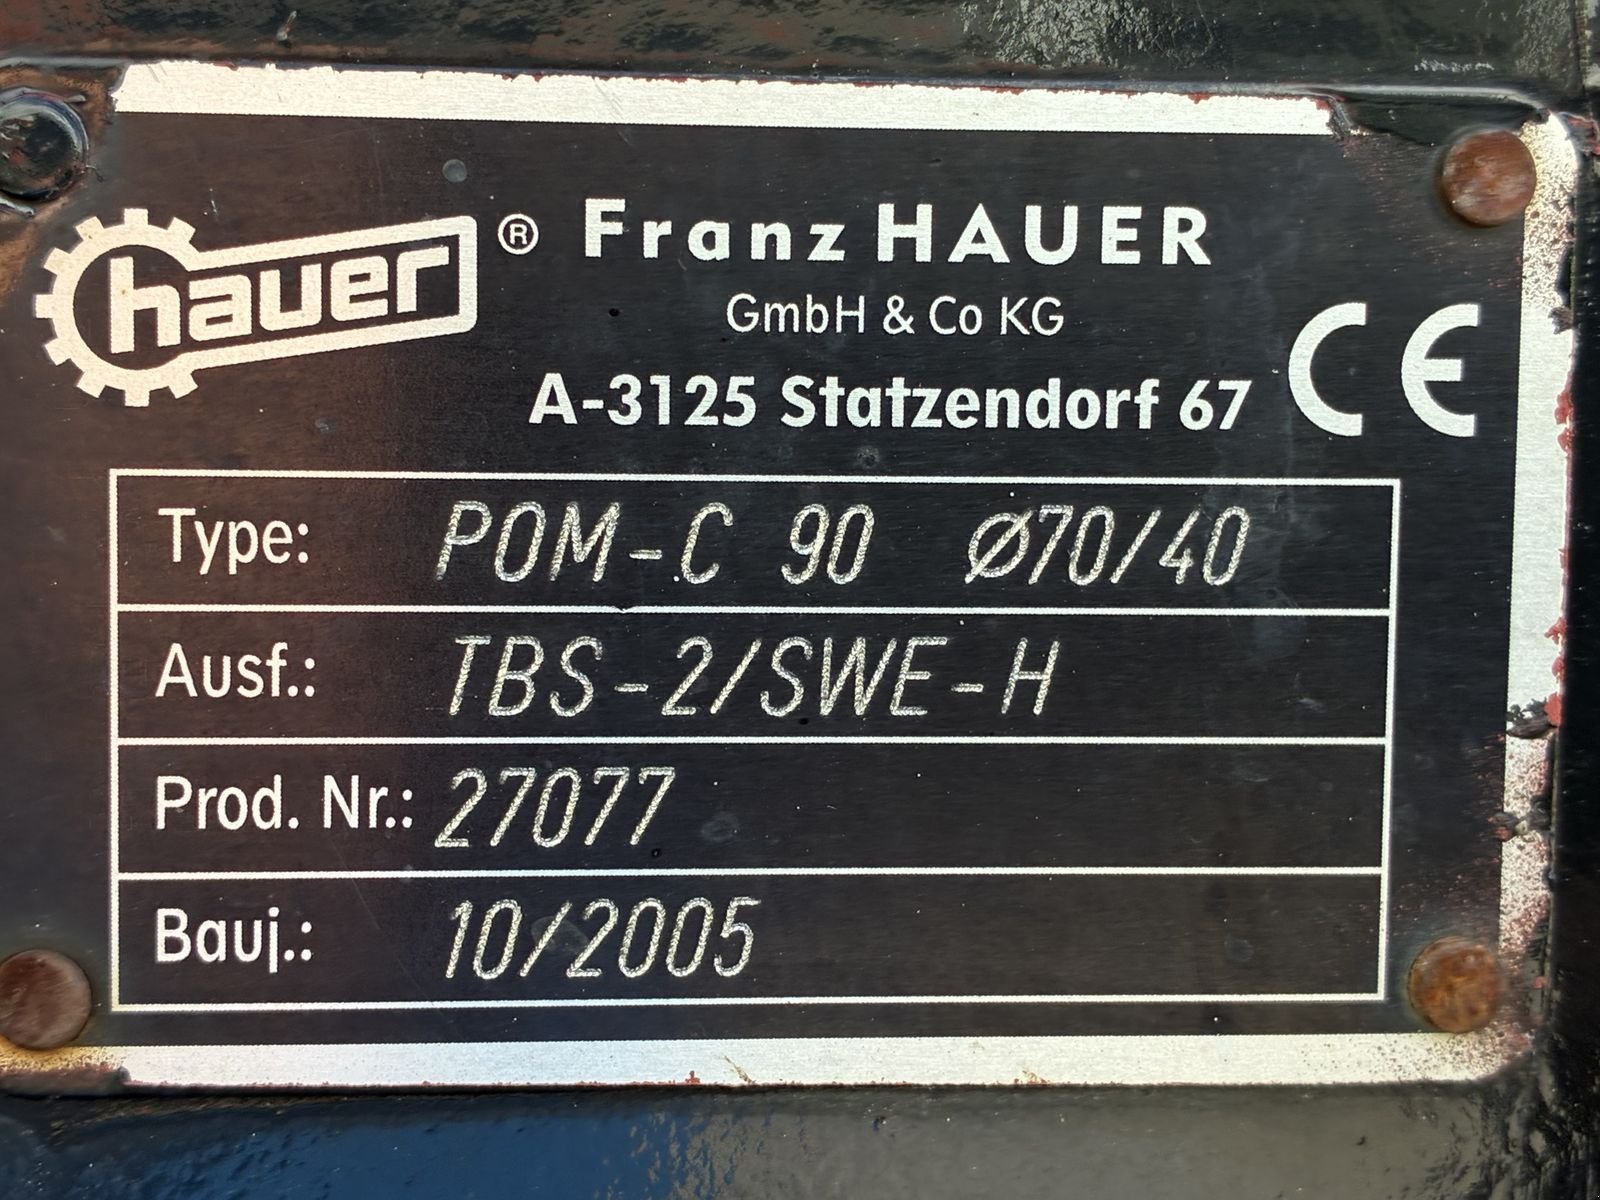 hauer ® Franz HAUER
GmbH & Co KG
A-3125 Statzendorf 67 CE
Type: POM-C 90 Ø70/40
Ausf.: TBS-2/SWE-H
Prod. Nr.: 27077
Bauj.: 10/2005